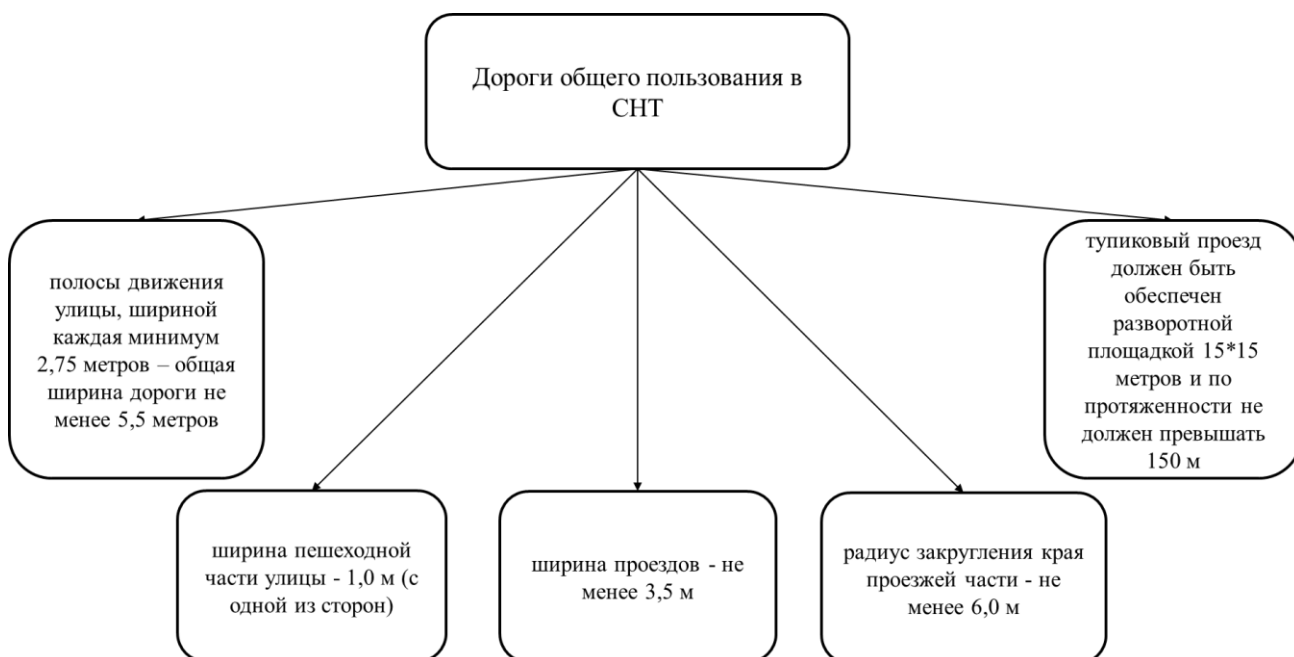 Дороги общего пользования в
СНТ
полосы движения
улицы, шириной
каждая минимум
2,75 метров – общая
ширина дороги не
менее 5,5 метров
ширина пешеходной
части улицы - 1,0 м (с
одной из сторон)
ширина проездов - не
менее 3,5 м
радиус закругления края
проезжей части - не
менее 6,0 м
тупиковый проезд
должен быть
обеспечен
разворотной
площадкой 15*15
метров и по
протяженности не
должен превышать
150 м